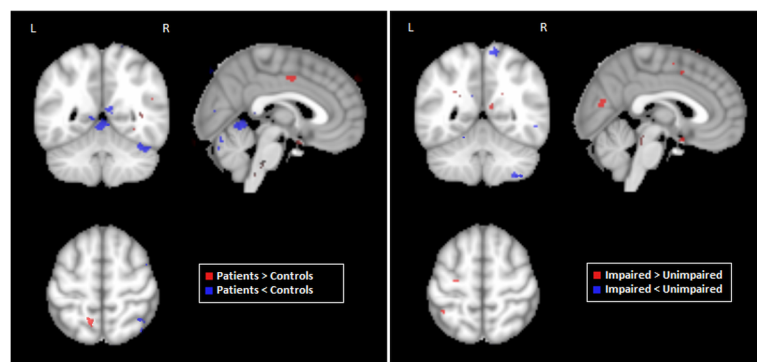 L R
Patients > Controls
Patients < Controls
L R
Impaired > Unimpaired
Impaired < Unimpaired